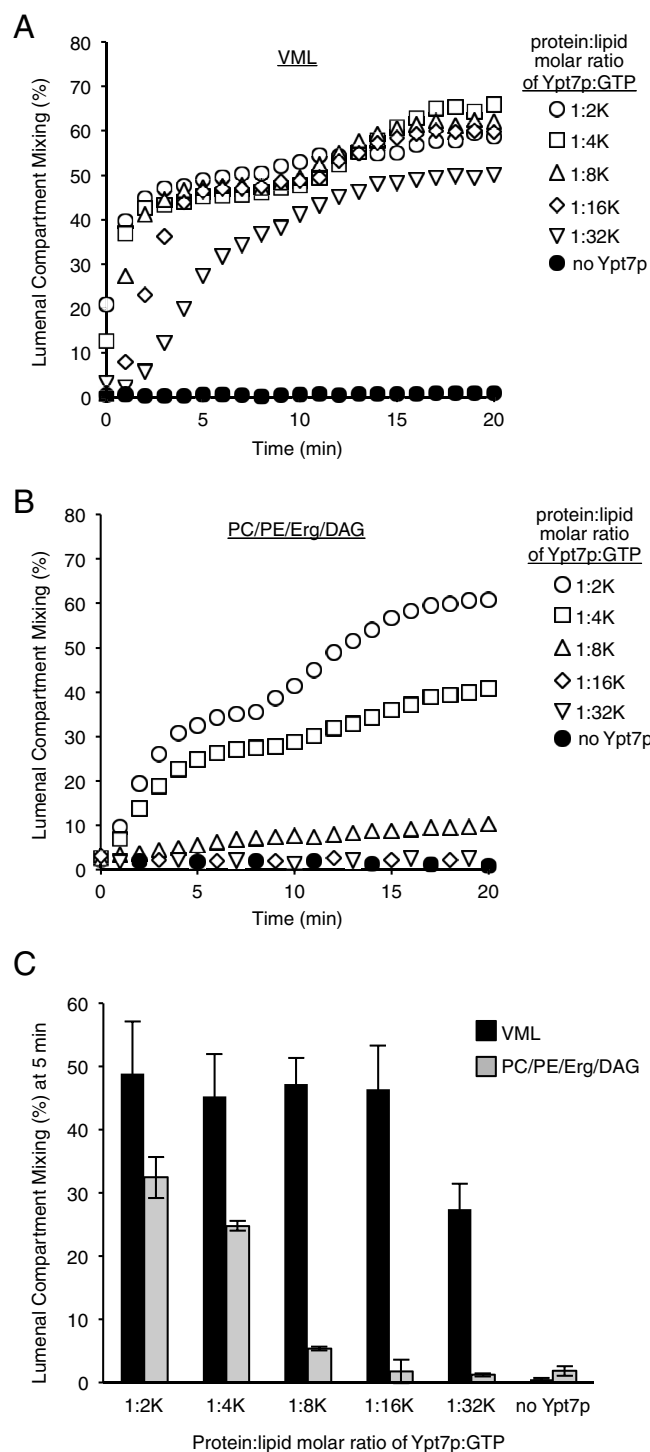 A
VML
Lumenal Compartment Mixing (%)
80
70
60
50
40
30
20
10
0
0
5
10
15
20
Time (min)
protein:lipid
molar ratio
of Ypt7p:GTP
1:2K
1:4K
1:8K
1:16K
1:32K
no Ypt7p
B
PC/PE/Erg/DAG
Lumenal Compartment Mixing (%)
80
70
60
50
40
30
20
10
0
0
5
10
15
20
Time (min)
protein:lipid
molar ratio
of Ypt7p:GTP
1:2K
1:4K
1:8K
1:16K
1:32K
no Ypt7p
C
Lumenal Compartment Mixing (%) at 5 min
60
50
40
30
20
10
0
VML
PC/PE/Erg/DAG
1:2K
1:4K
1:8K
1:16K
1:32K
no Ypt7p
Protein:lipid molar ratio of Ypt7p:GTP